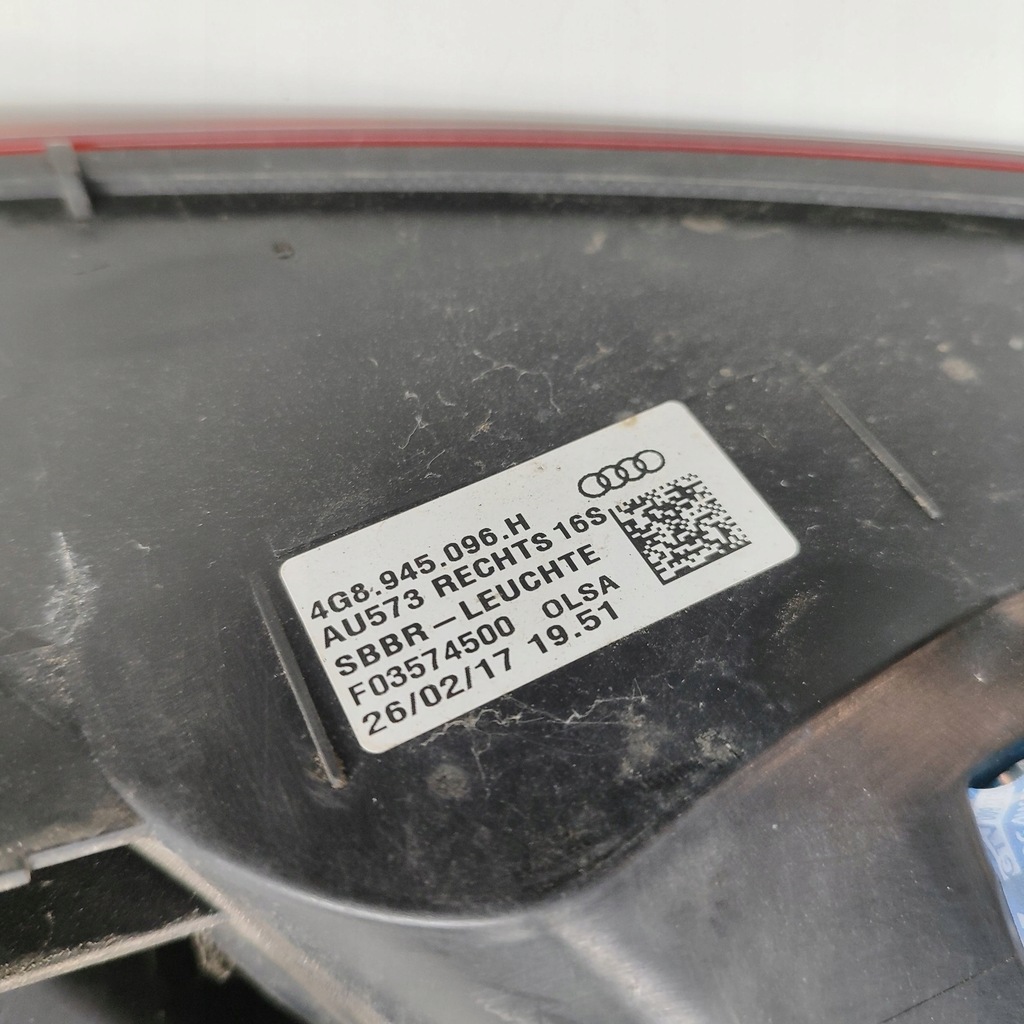 4G8.945.096.H
AU573 RECHTS 16S
SBBR-LEUCHTE
F03574500 OLSA
26/02/17 19.51